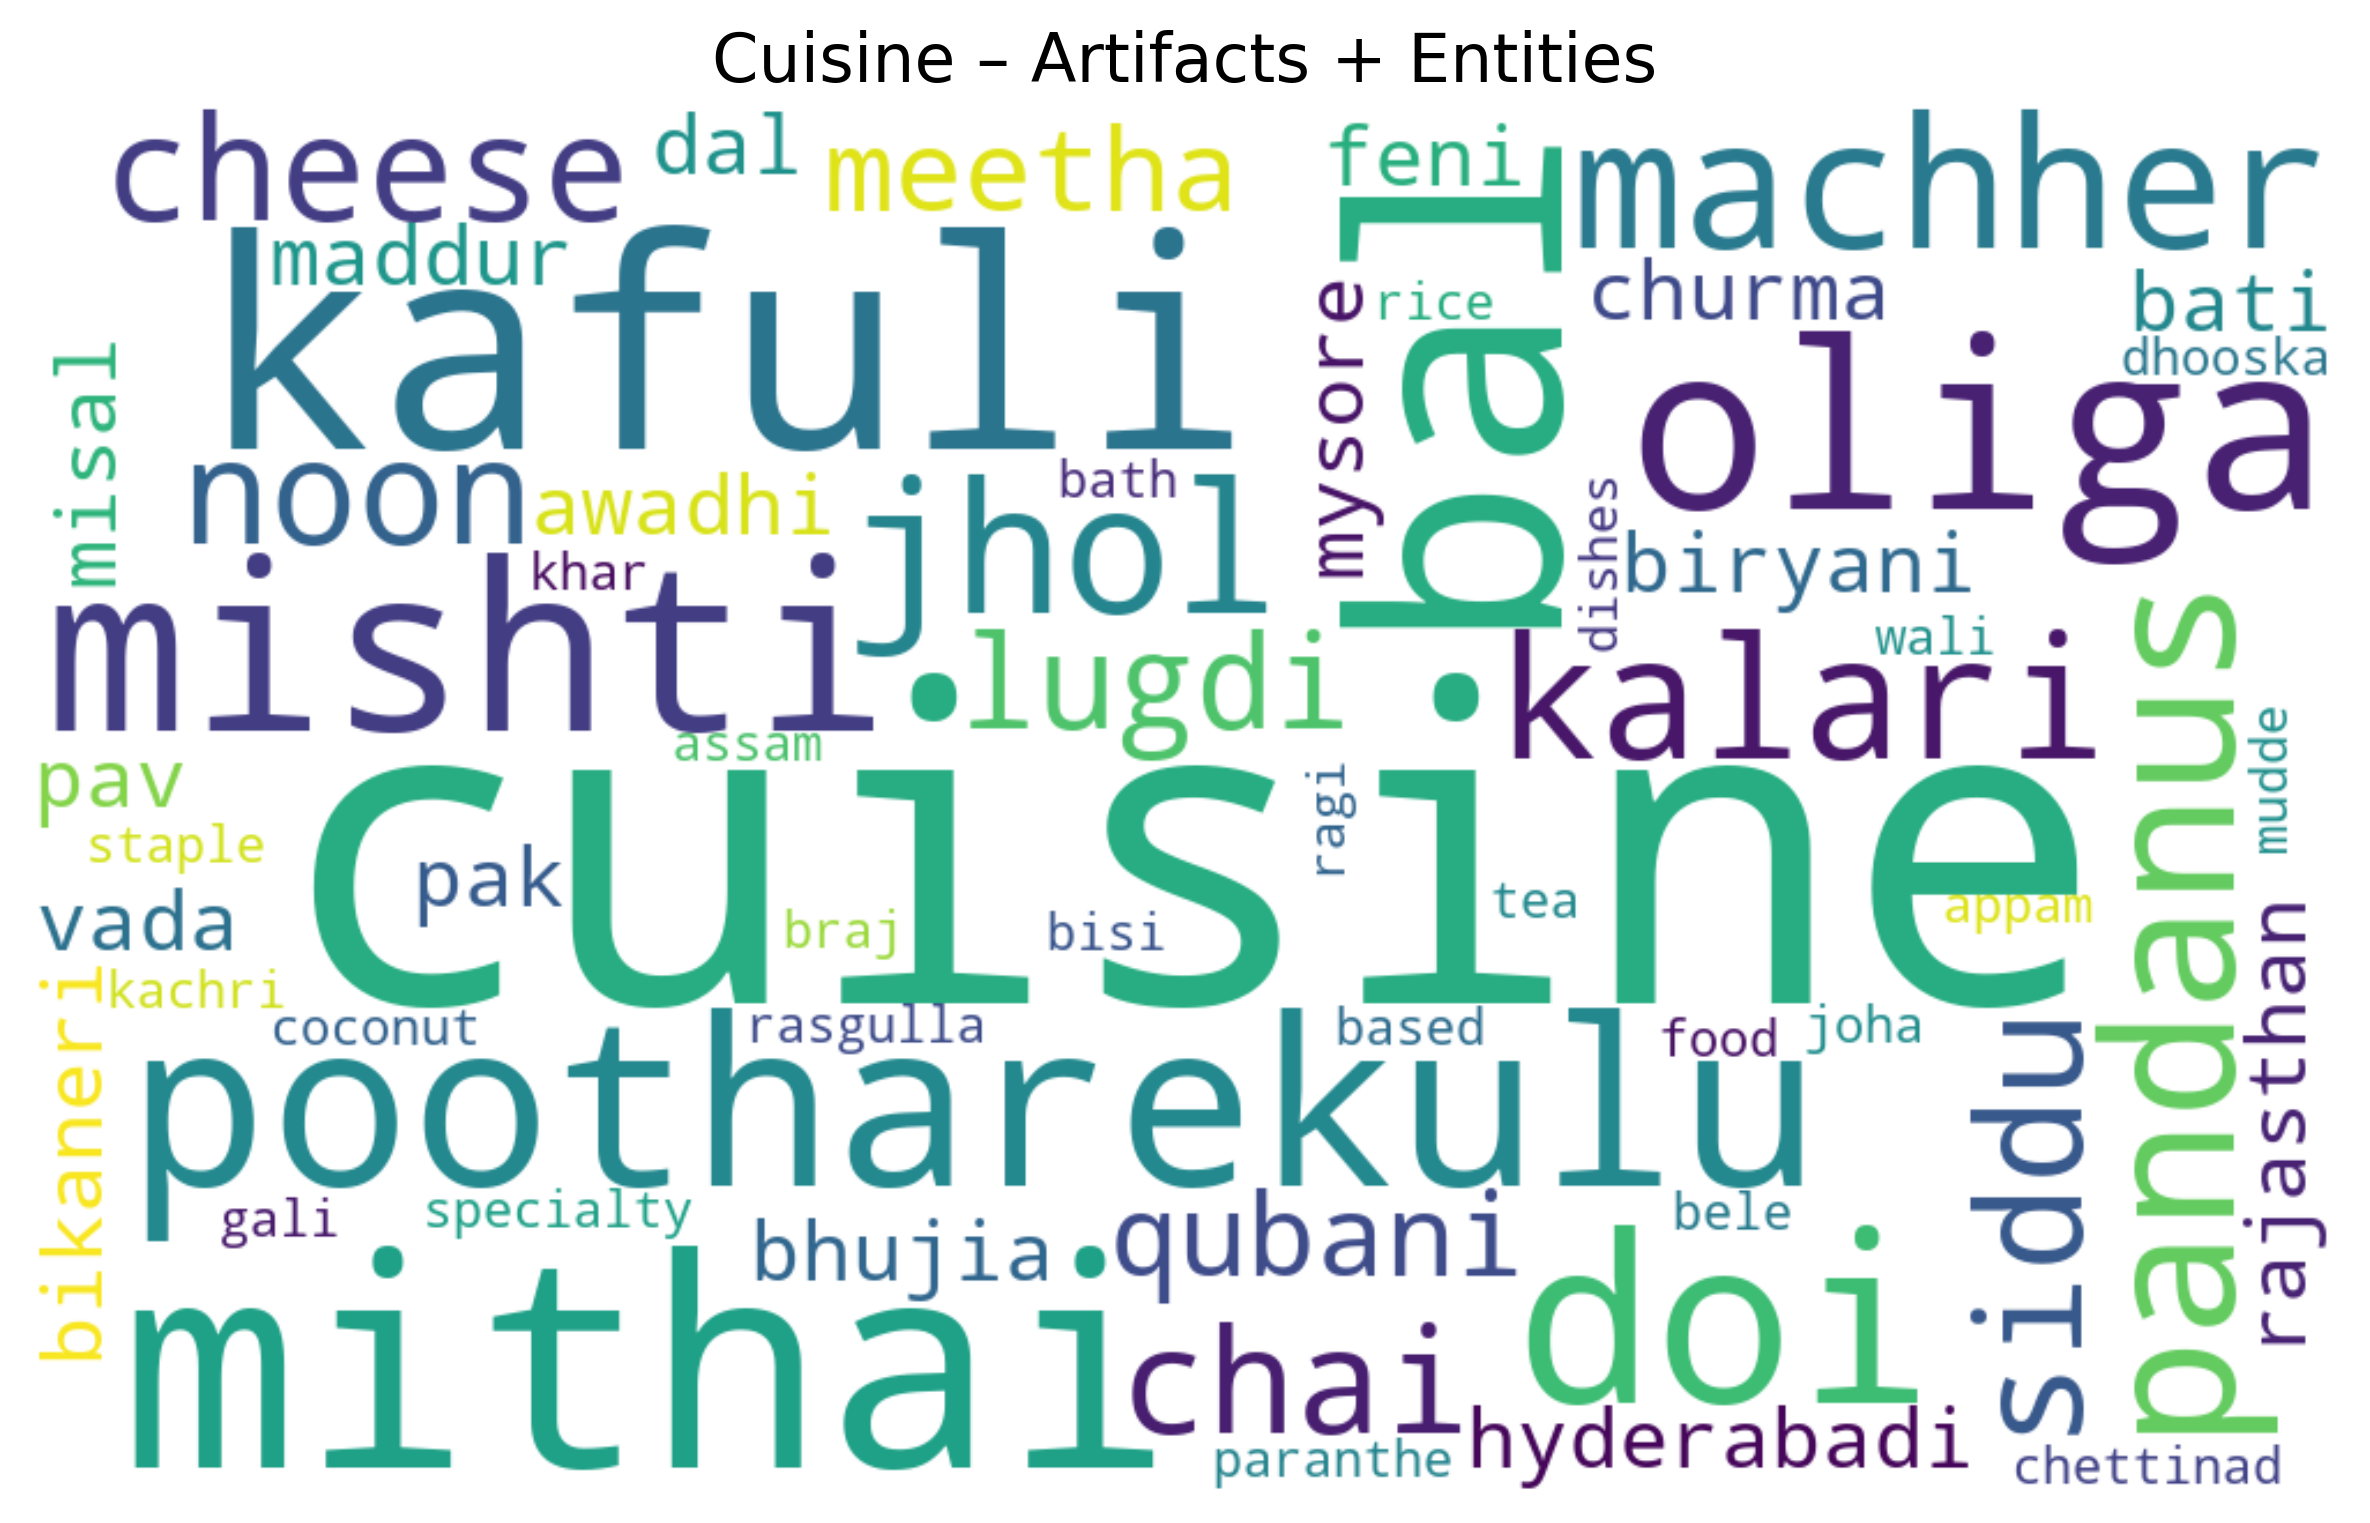 Cuisine – Artifacts + Entities
cheese
dal
meetha
feni
machher
maddur
kafuli
bal
mysore
rice
churma
bati
dhooska
oliga
misal
noon
awadhi
jhol
bath
dishes
biryani
khar
mishti
lugdi
kalari
wali
pandanus
mudde
assam
pav
staple
cuisine
ragi
pak
vada
braj
bisi
tea
appam
kachri
bikaneri
coconut
rasgulla
based
food
joha
siddu
rajasthan
pootharekulu
gali
specialty
bhujia
qubani
bele
mithai
doi
chai
hyderabadi
paranthe
chettinad